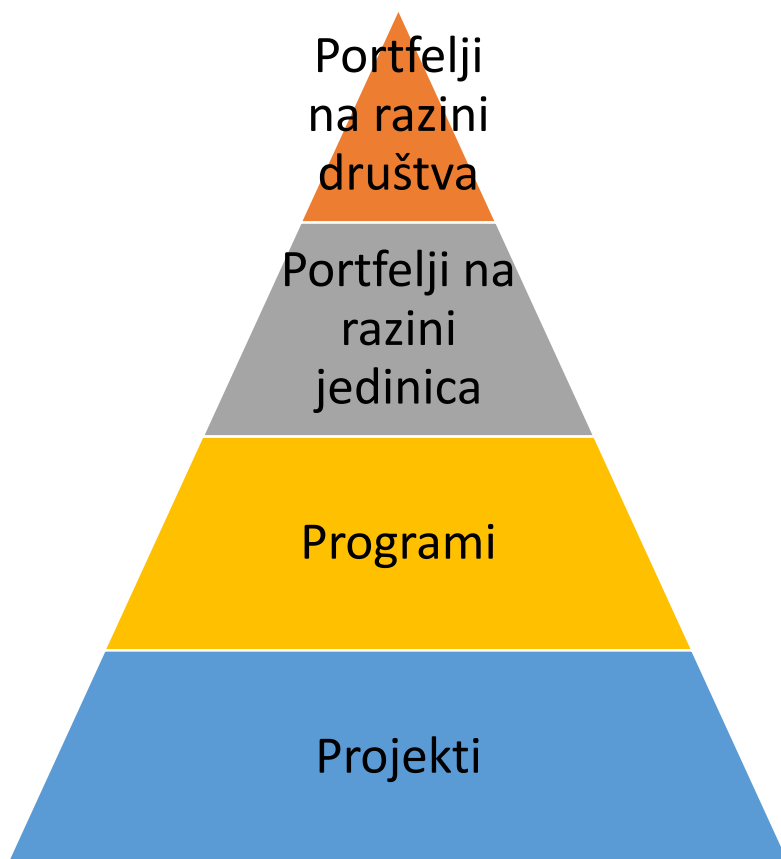 Portfelji
na razini
društva
Portfelji na
razini
jedinica
Programi
Projekti